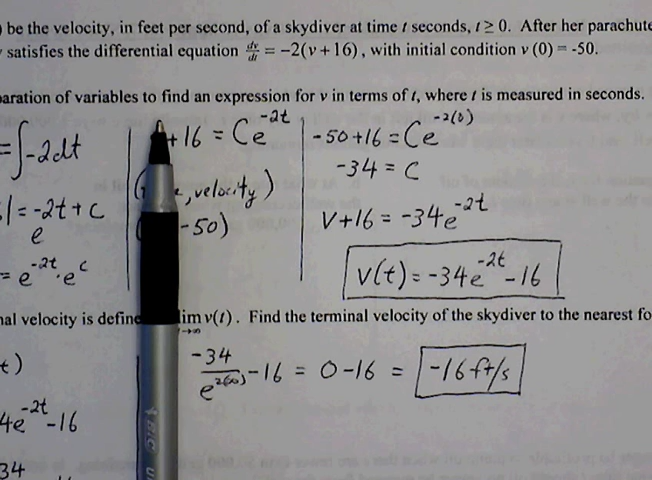 be the velocity, in feet per second, of a skydiver at time t seconds, t ≥ 0. After her parachute
satisfies the differential equation dv/dt = −2(v + 16), with initial condition v (0) = -50.
paration of variables to find an expression for v in terms of t, where t is measured in seconds.
= ∫-2dt
| = -2t + C
e
= e^-2t · e^c
+16 = Ce^-2t
, velocity)
-50)
-50+16 = Ce^-2(0)
-34 = C
V+16 = -34e^-2t
V(t) = -34e^-2t - 16
nal velocity is define lim v(t). Find the terminal velocity of the skydiver to the nearest fo
t→∞
t)
4e^-2t - 16
34
-34/e^2(∞) - 16 = 0 - 16 = -16 ft/s
BIC